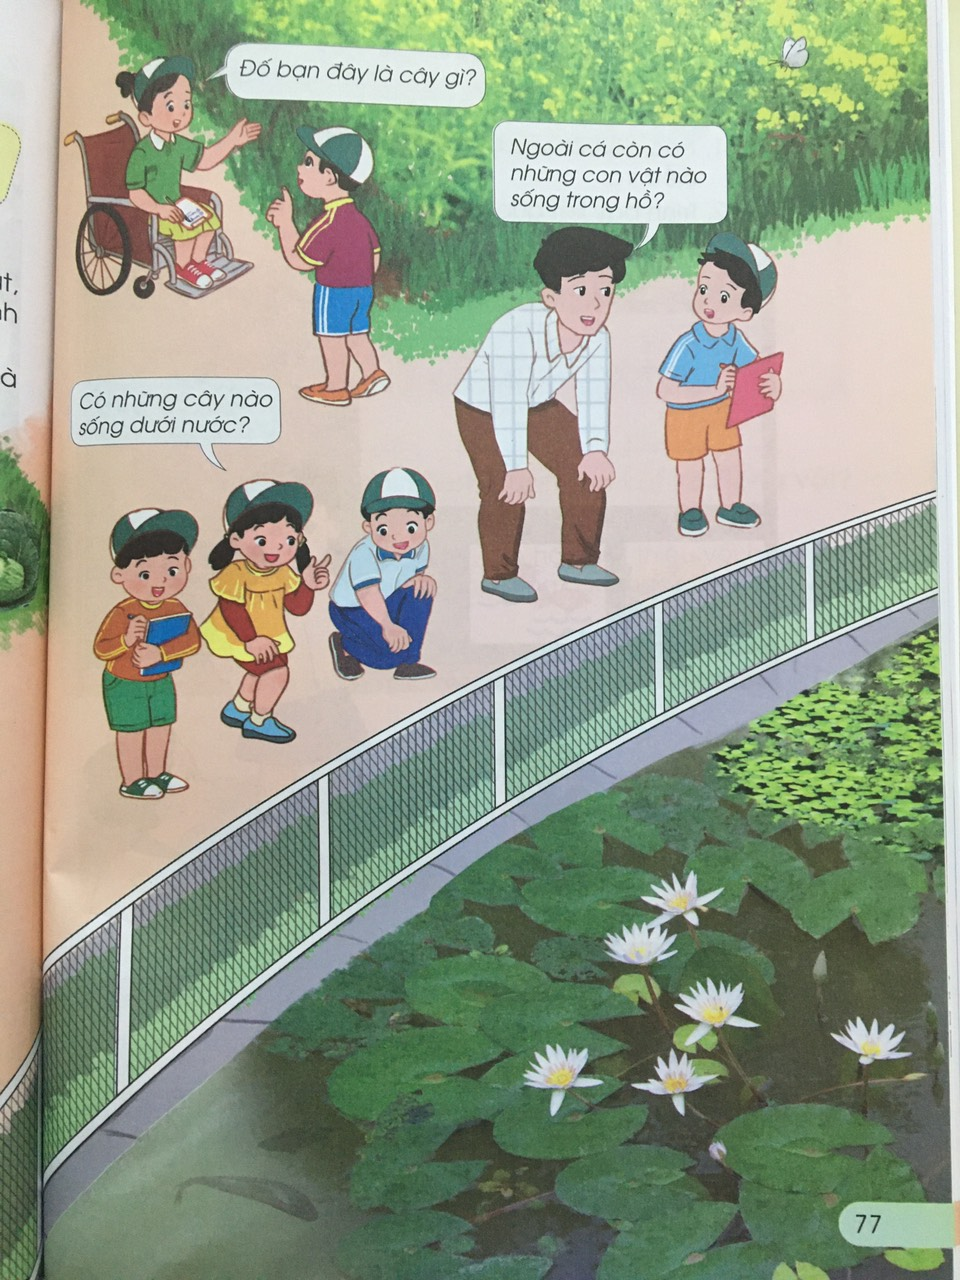 Đố bạn đây là cây gì?
Ngoài cá còn có
những con vật nào
sống trong hồ?
Có những cây nào
sống dưới nước?
77